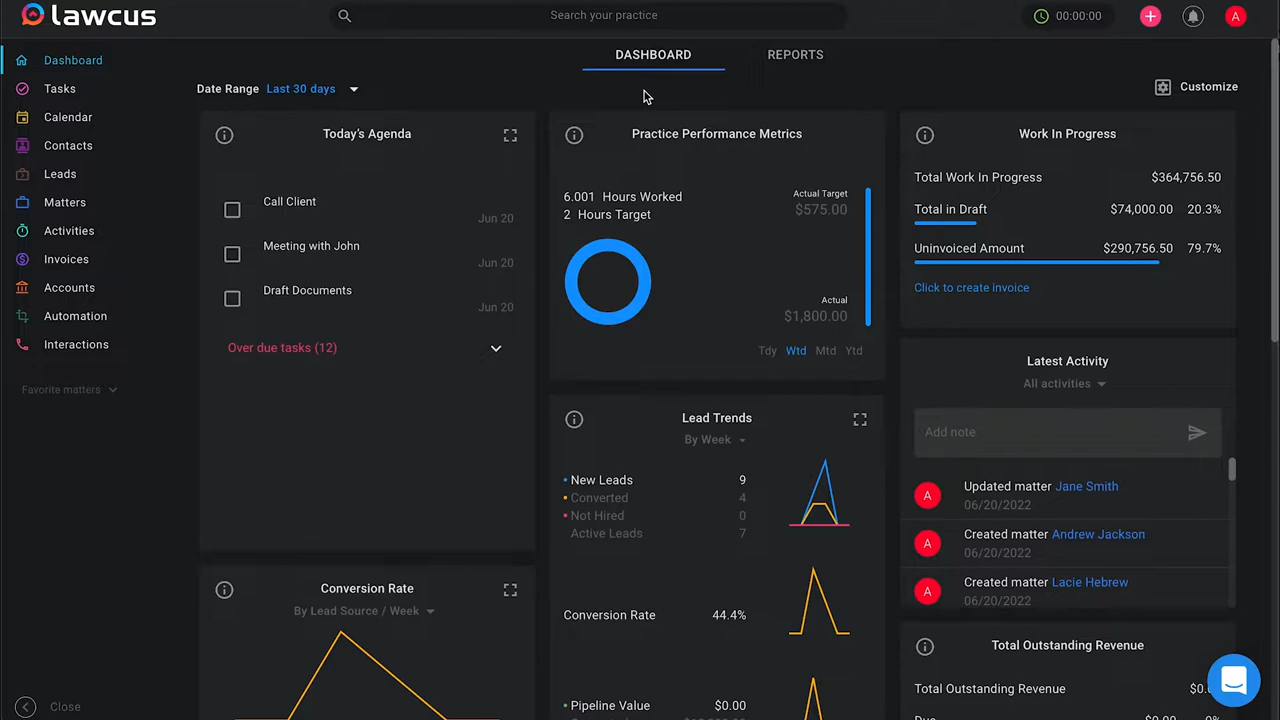 lawcus
Search your practice
00:00:00
A
Dashboard
Tasks
Calendar
Contacts
Leads
Matters
Activities
Invoices
Accounts
Automation
Interactions
Favorite matters
Close
DASHBOARD
REPORTS
Date Range Last 30 days
Customize
Today's Agenda
Call Client
Jun 20
Meeting with John
Jun 20
Draft Documents
Jun 20
Over due tasks (12)
Conversion Rate
By Lead Source / Week
Practice Performance Metrics
6.001 Hours Worked
2 Hours Target
Actual Target
$575.00
Actual
$1,800.00
Tdy Wtd Mtd Ytd
Lead Trends
By Week
New Leads 9
Converted 4
Not Hired 0
Active Leads 7
Conversion Rate 44.4%
Pipeline Value $0.00
Work In Progress
Total Work In Progress $364,756.50
Total in Draft $74,000.00 20.3%
Uninvoiced Amount $290,756.50 79.7%
Click to create invoice
Latest Activity
All activities
Add note
A
Updated matter Jane Smith
06/20/2022
A
Created matter Andrew Jackson
06/20/2022
A
Created matter Lacie Hebrew
06/20/2022
Total Outstanding Revenue
Total Outstanding Revenue